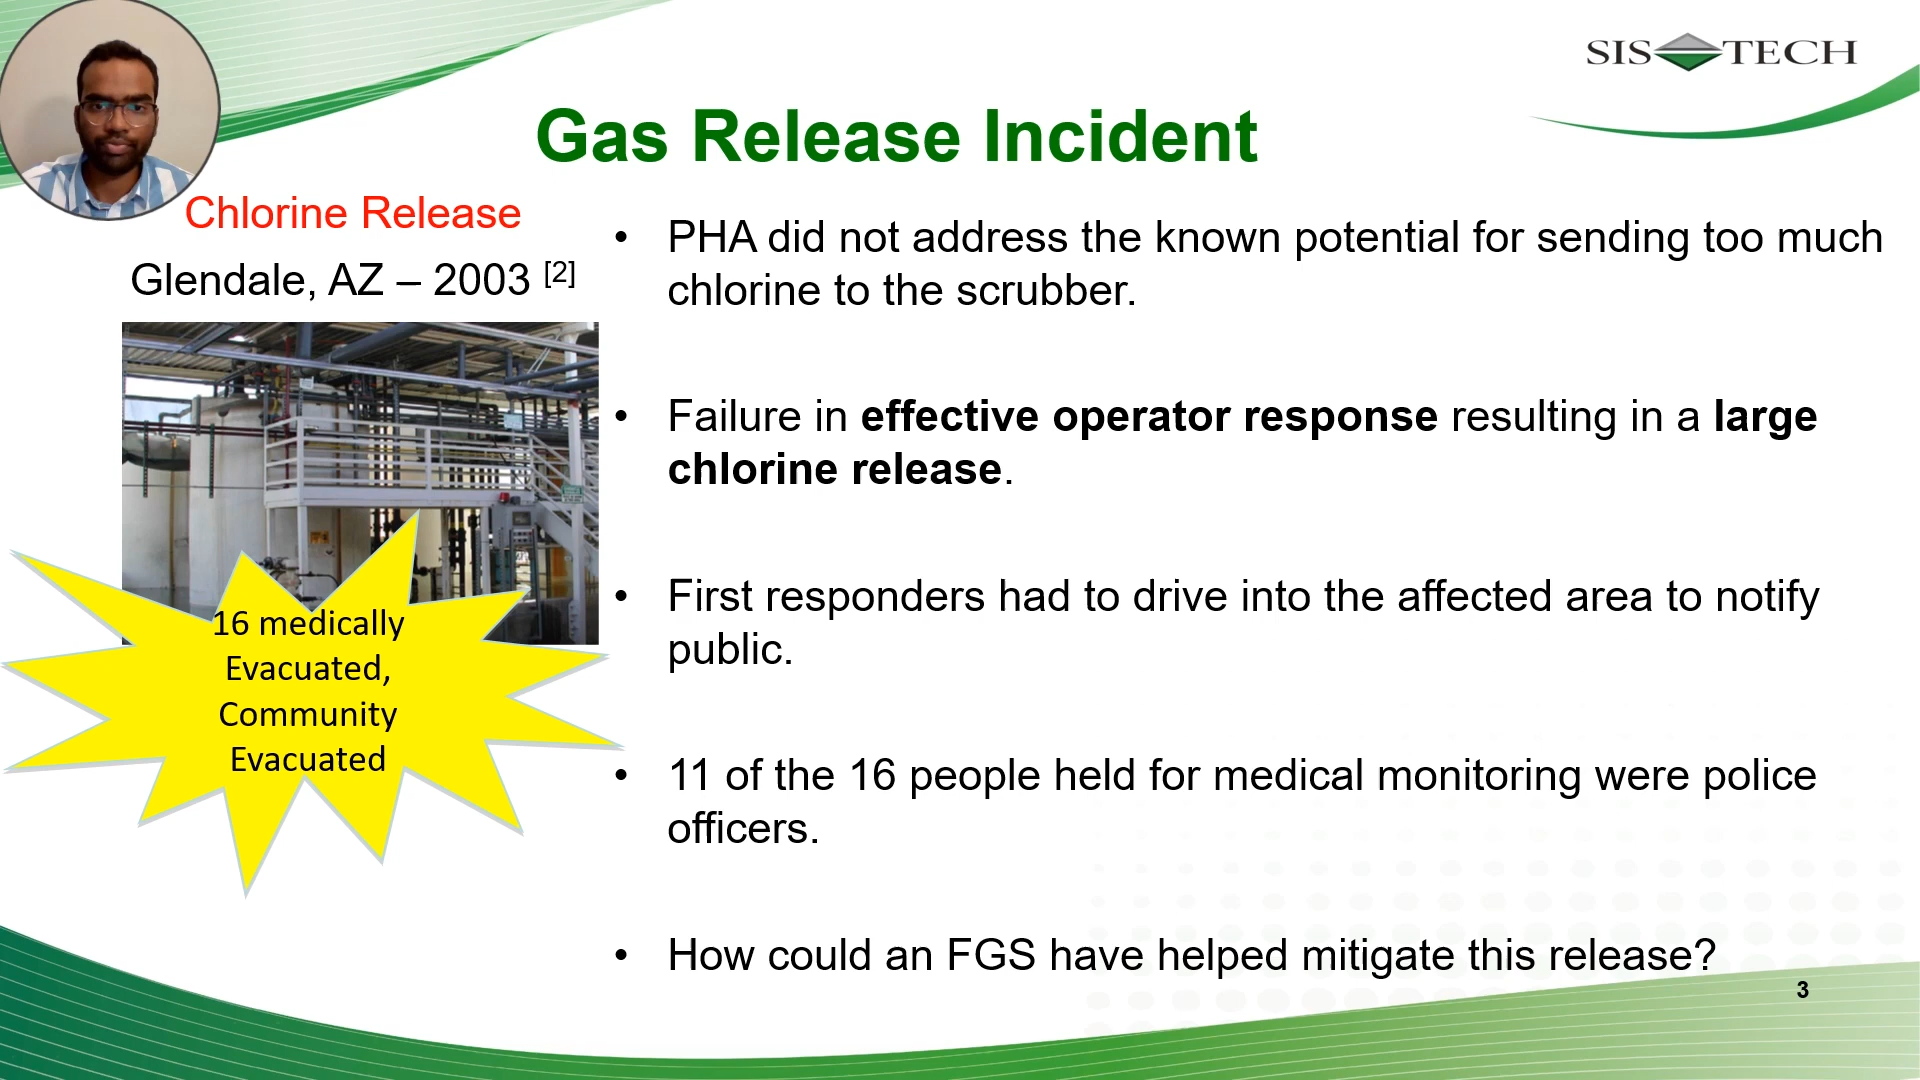 SIS TECH
Gas Release Incident
Chlorine Release
Glendale, AZ – 2003 [2]
16 medically
Evacuated,
Community
Evacuated
• PHA did not address the known potential for sending too much
chlorine to the scrubber.
• Failure in effective operator response resulting in a large
chlorine release.
• First responders had to drive into the affected area to notify
public.
• 11 of the 16 people held for medical monitoring were police
officers.
• How could an FGS have helped mitigate this release?
3